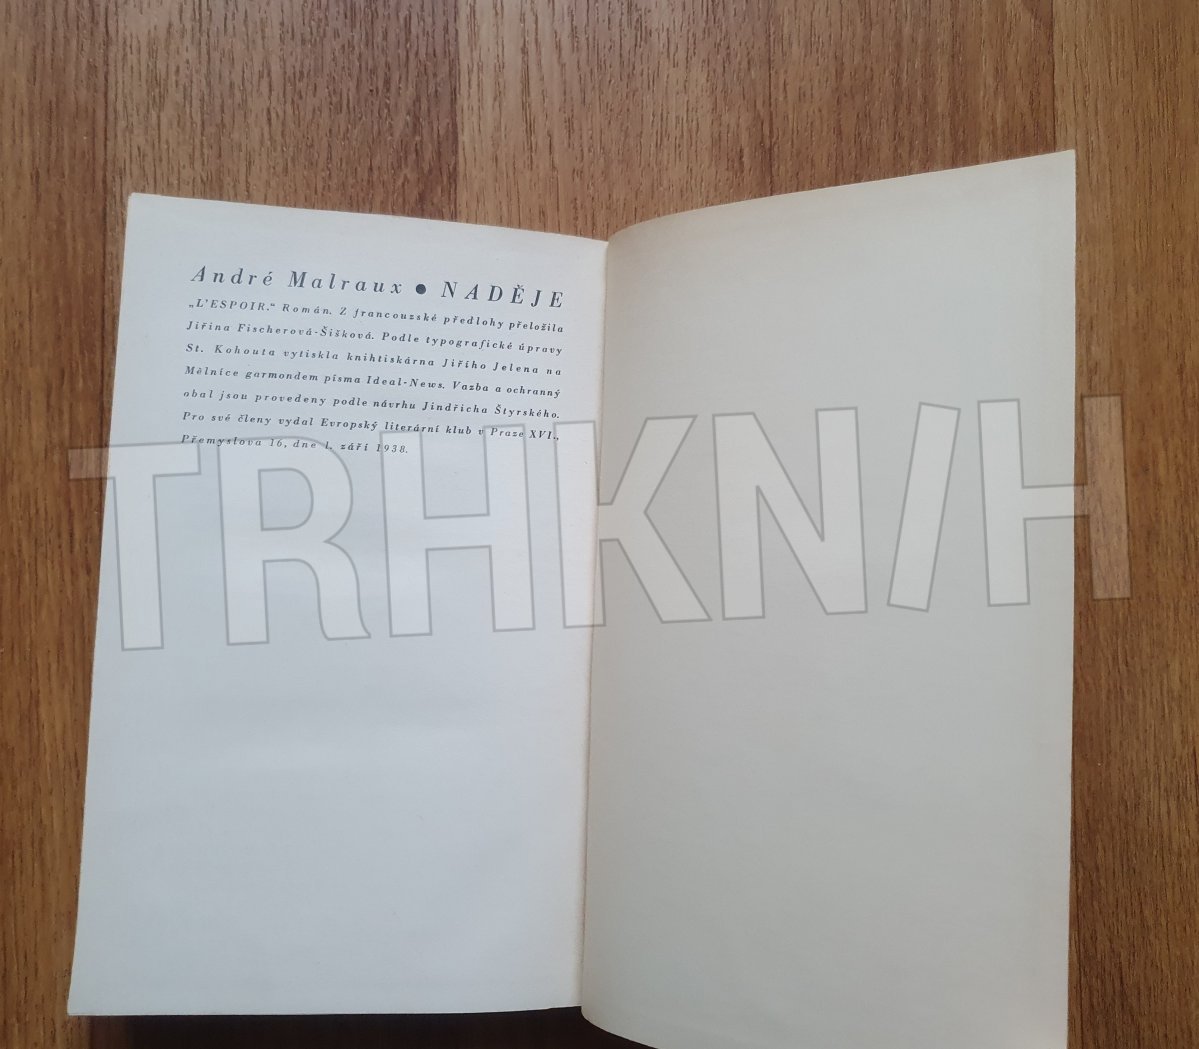 André Malraux ● NADĚJE
„L'ESPOIR.“ Román. Z francouzské předlohy přeložila
Jiřina Fischerová-Šišková. Podle typografické úpravy
St. Kohouta vytiskla knihtiskárna Jiřího Jelena na
Mělníce garmondem písma Ideal-News. Vazba a ochranný
obal jsou provedeny podle návrhu Jindřicha Štyrského.
Pro své členy vydal Evropský literární klub v Praze XVI.,
Přemyslova 16, dne 1. září 1938.
TRHKNIH